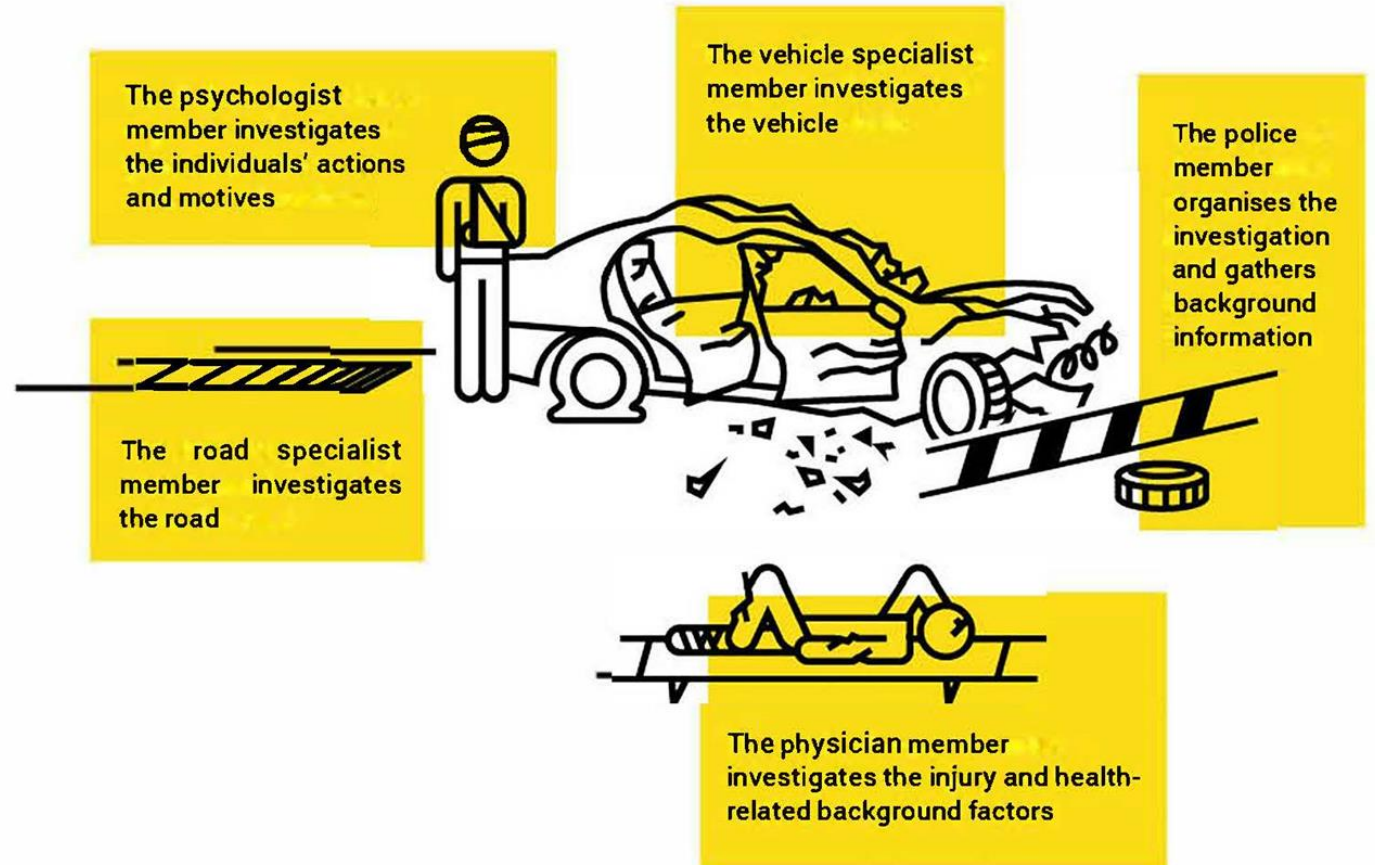 The psychologist
member investigates
the individuals' actions
and motives
The vehicle specialist
member investigates
the vehicle
The police
member
organises the
investigation
and gathers
background
information
The road specialist
member investigates
the road
The physician member
investigates the injury and health-
related background factors